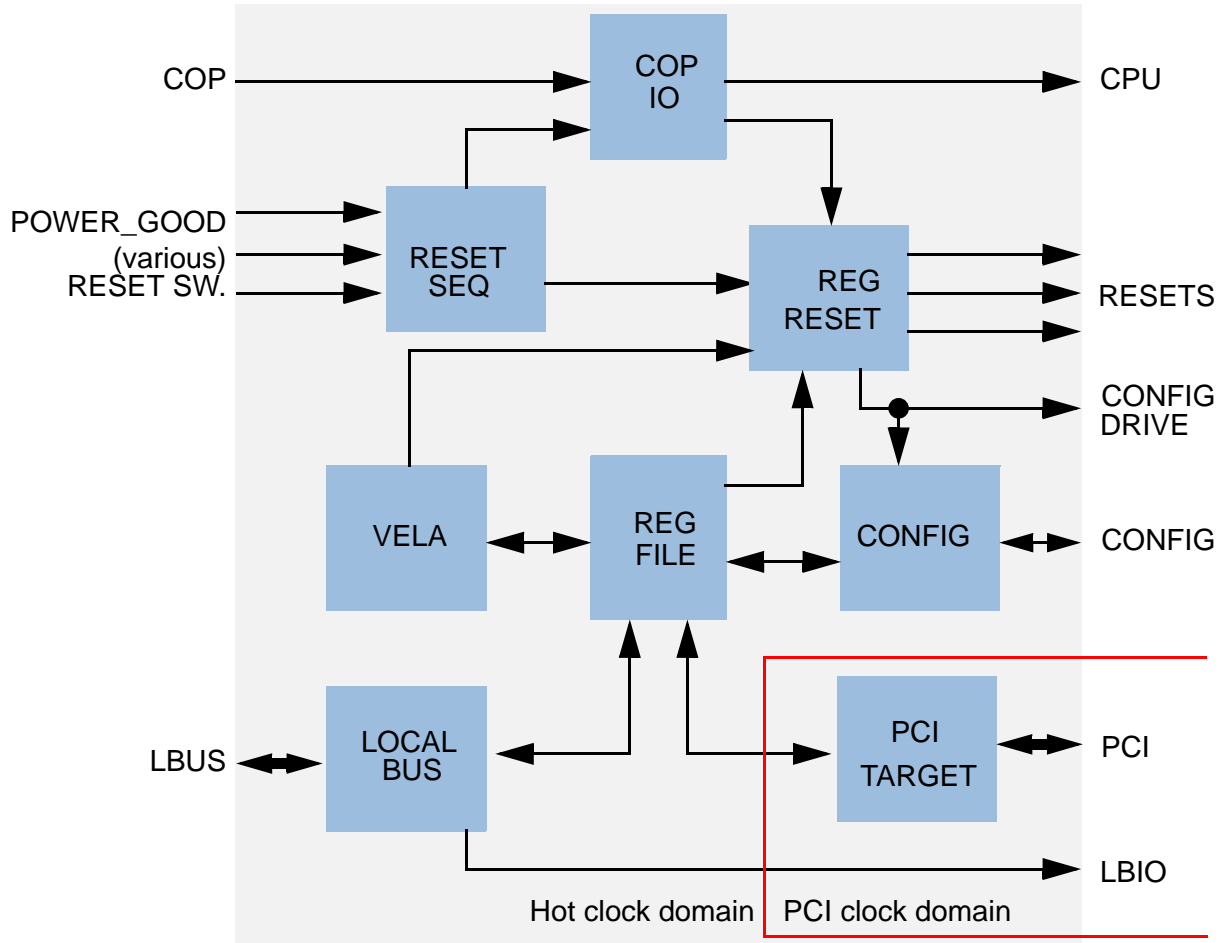 COP
COP
IO
CPU
POWER_GOOD
(various)
RESET SW.
RESET
SEQ
REG
RESET
RESETS
CONFIG
DRIVE
VELA
REG
FILE
CONFIG
CONFIG
LBUS
LOCAL
BUS
PCI
TARGET
PCI
LBIO
Hot clock domain
PCI clock domain